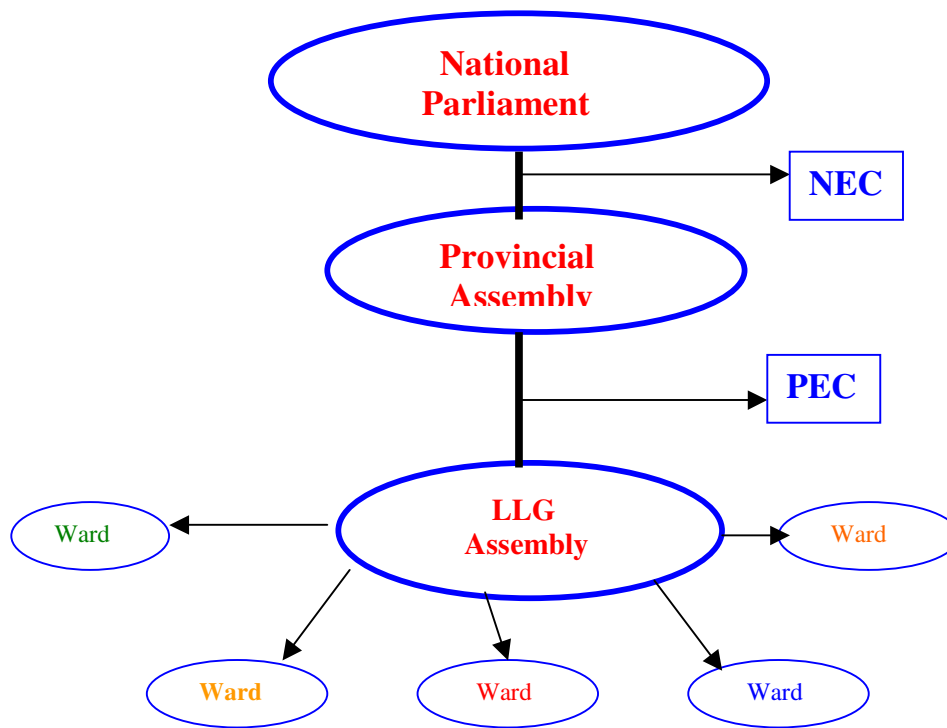 National
Parliament
NEC
Provincial
Assembly
PEC
LLG
Assembly
Ward
Ward
Ward
Ward
Ward